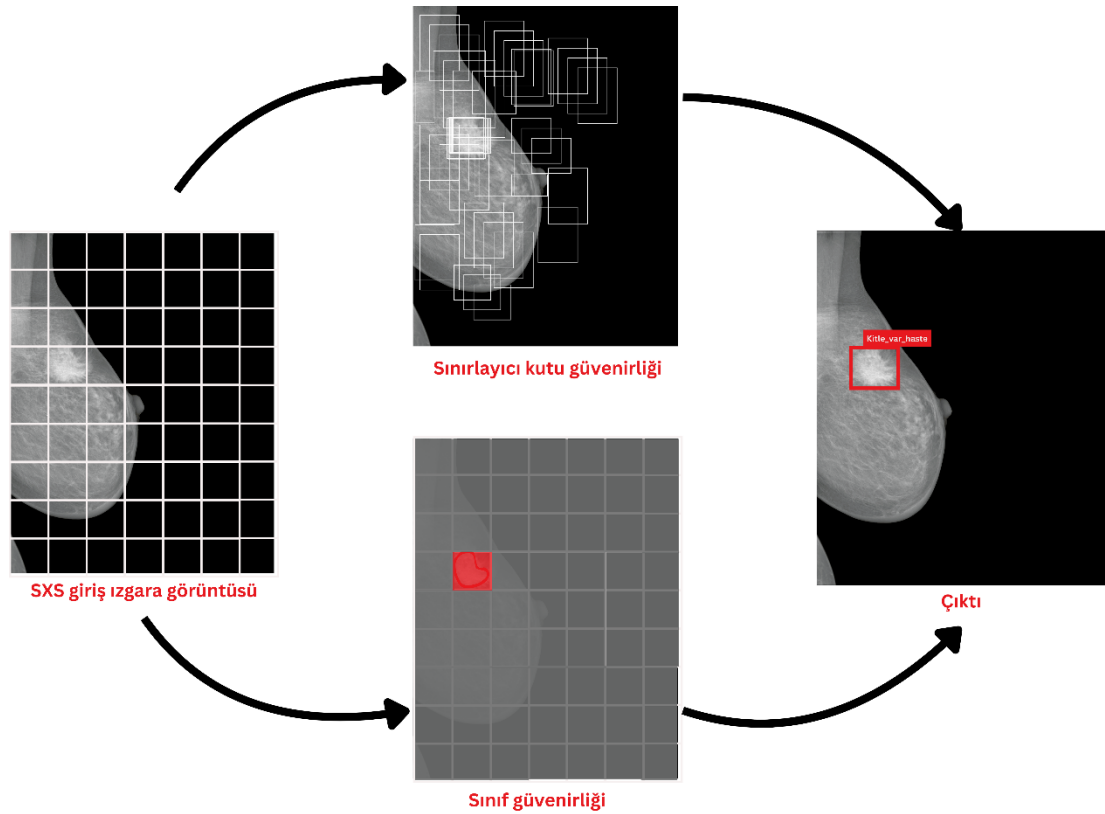 Sınırlayıcı kutu güvenirliği
Kitle_var_hasta
SXS giriş ızgara görüntüsü
Çıktı
Sınıf güvenirliği